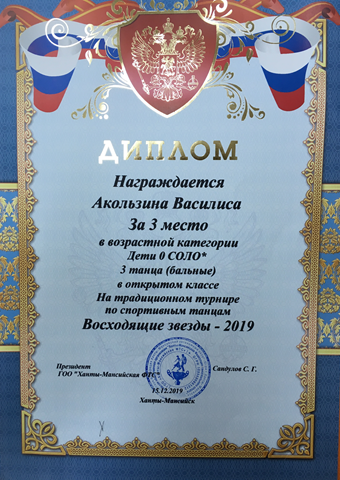 ДИПЛОМ
Награждается
Акользина Василиса
За 3 место
в возрастной категории
Дети 0 СОЛО*
3 танца (бальные)
в открытом классе
На традиционном турнире
по спортивным танцам
Восходящие звезды - 2019
Президент
ГОО "Ханты-Мансийская ФТС"
Сандулов С. Г.
15.12.2019
Ханты-Мансийск